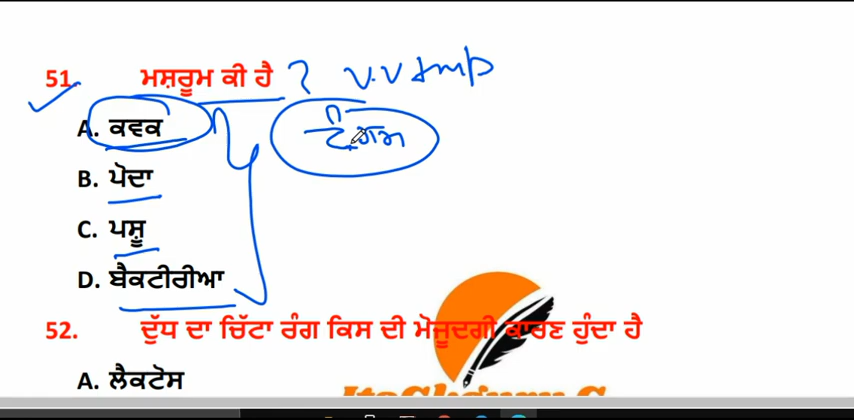 51. ਮਸ਼ਰੂਮ ਕੀ ਹੈ ? V.V Imp
A. ਕਵਕ
B. ਪੋਦਾ
C. ਪਸ਼ੂ
D. ਬੈਕਟੀਰੀਆ
52. ਦੁੱਧ ਦਾ ਚਿੱਟਾ ਰੰਗ ਕਿਸ ਦੀ ਮੋਜੂਦਗੀ ਕਾਰਣ ਹੁੰਦਾ ਹੈ
A. ਲੈਕਟੋਸ